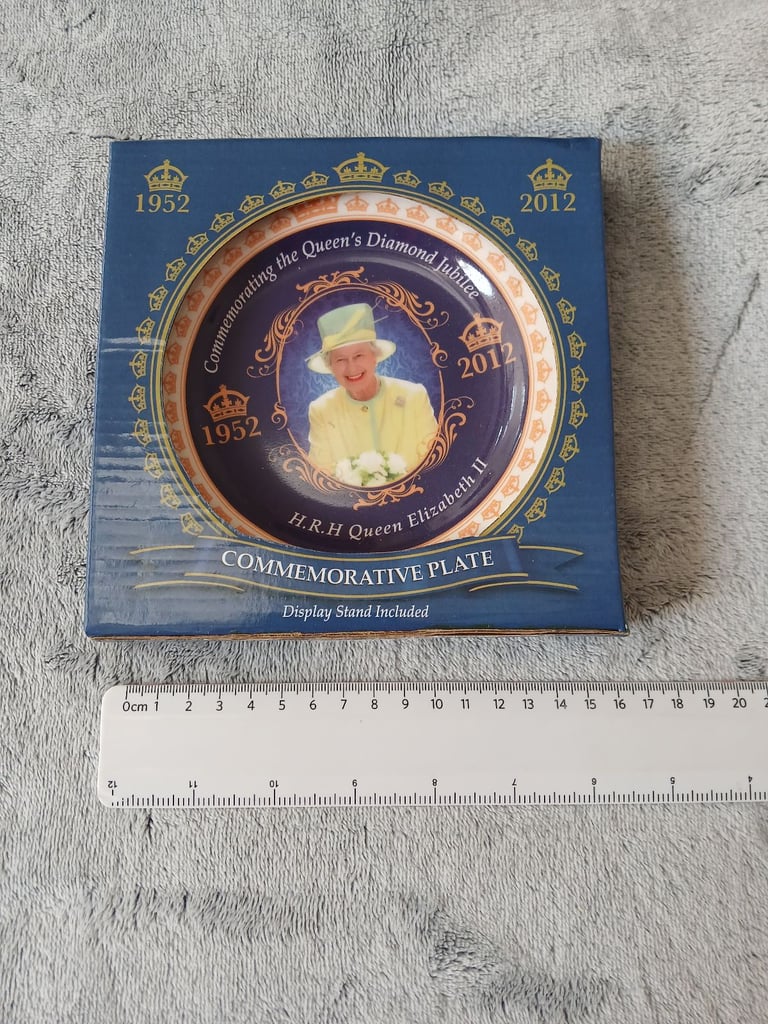 1952
2012
Commemorating the Queen's Diamond Jubilee
2012
1952
H.R.H Queen Elizabeth II
COMMEMORATIVE PLATE
Display Stand Included
0cm 1 2 3 4 5 6 7 8 9 10 11 12 13 14 15 16 17 18 19 20
12 11 10 9 8 7 6 5 4